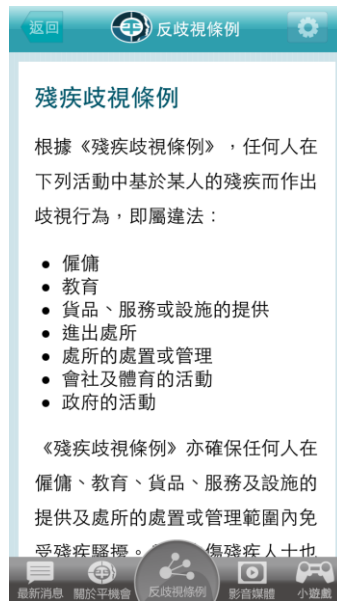 返回
反歧視條例
殘疾歧視條例
根據《殘疾歧視條例》，任何人在
下列活動中基於某人的殘疾而作出
歧視行為，即屬違法：
● 僱傭
● 教育
● 貨品、服務或設施的提供
● 進出處所
● 處所的處置或管理
● 會社及體育的活動
● 政府的活動
《殘疾歧視條例》亦確保任何人在
僱傭、教育、貨品、服務及設施的
提供及處所的處置或管理範圍內免
受殘疾騷擾。 傷殘疾人士也
最新消息 關於平機會 反歧視條例 影音媒體 小遊戲